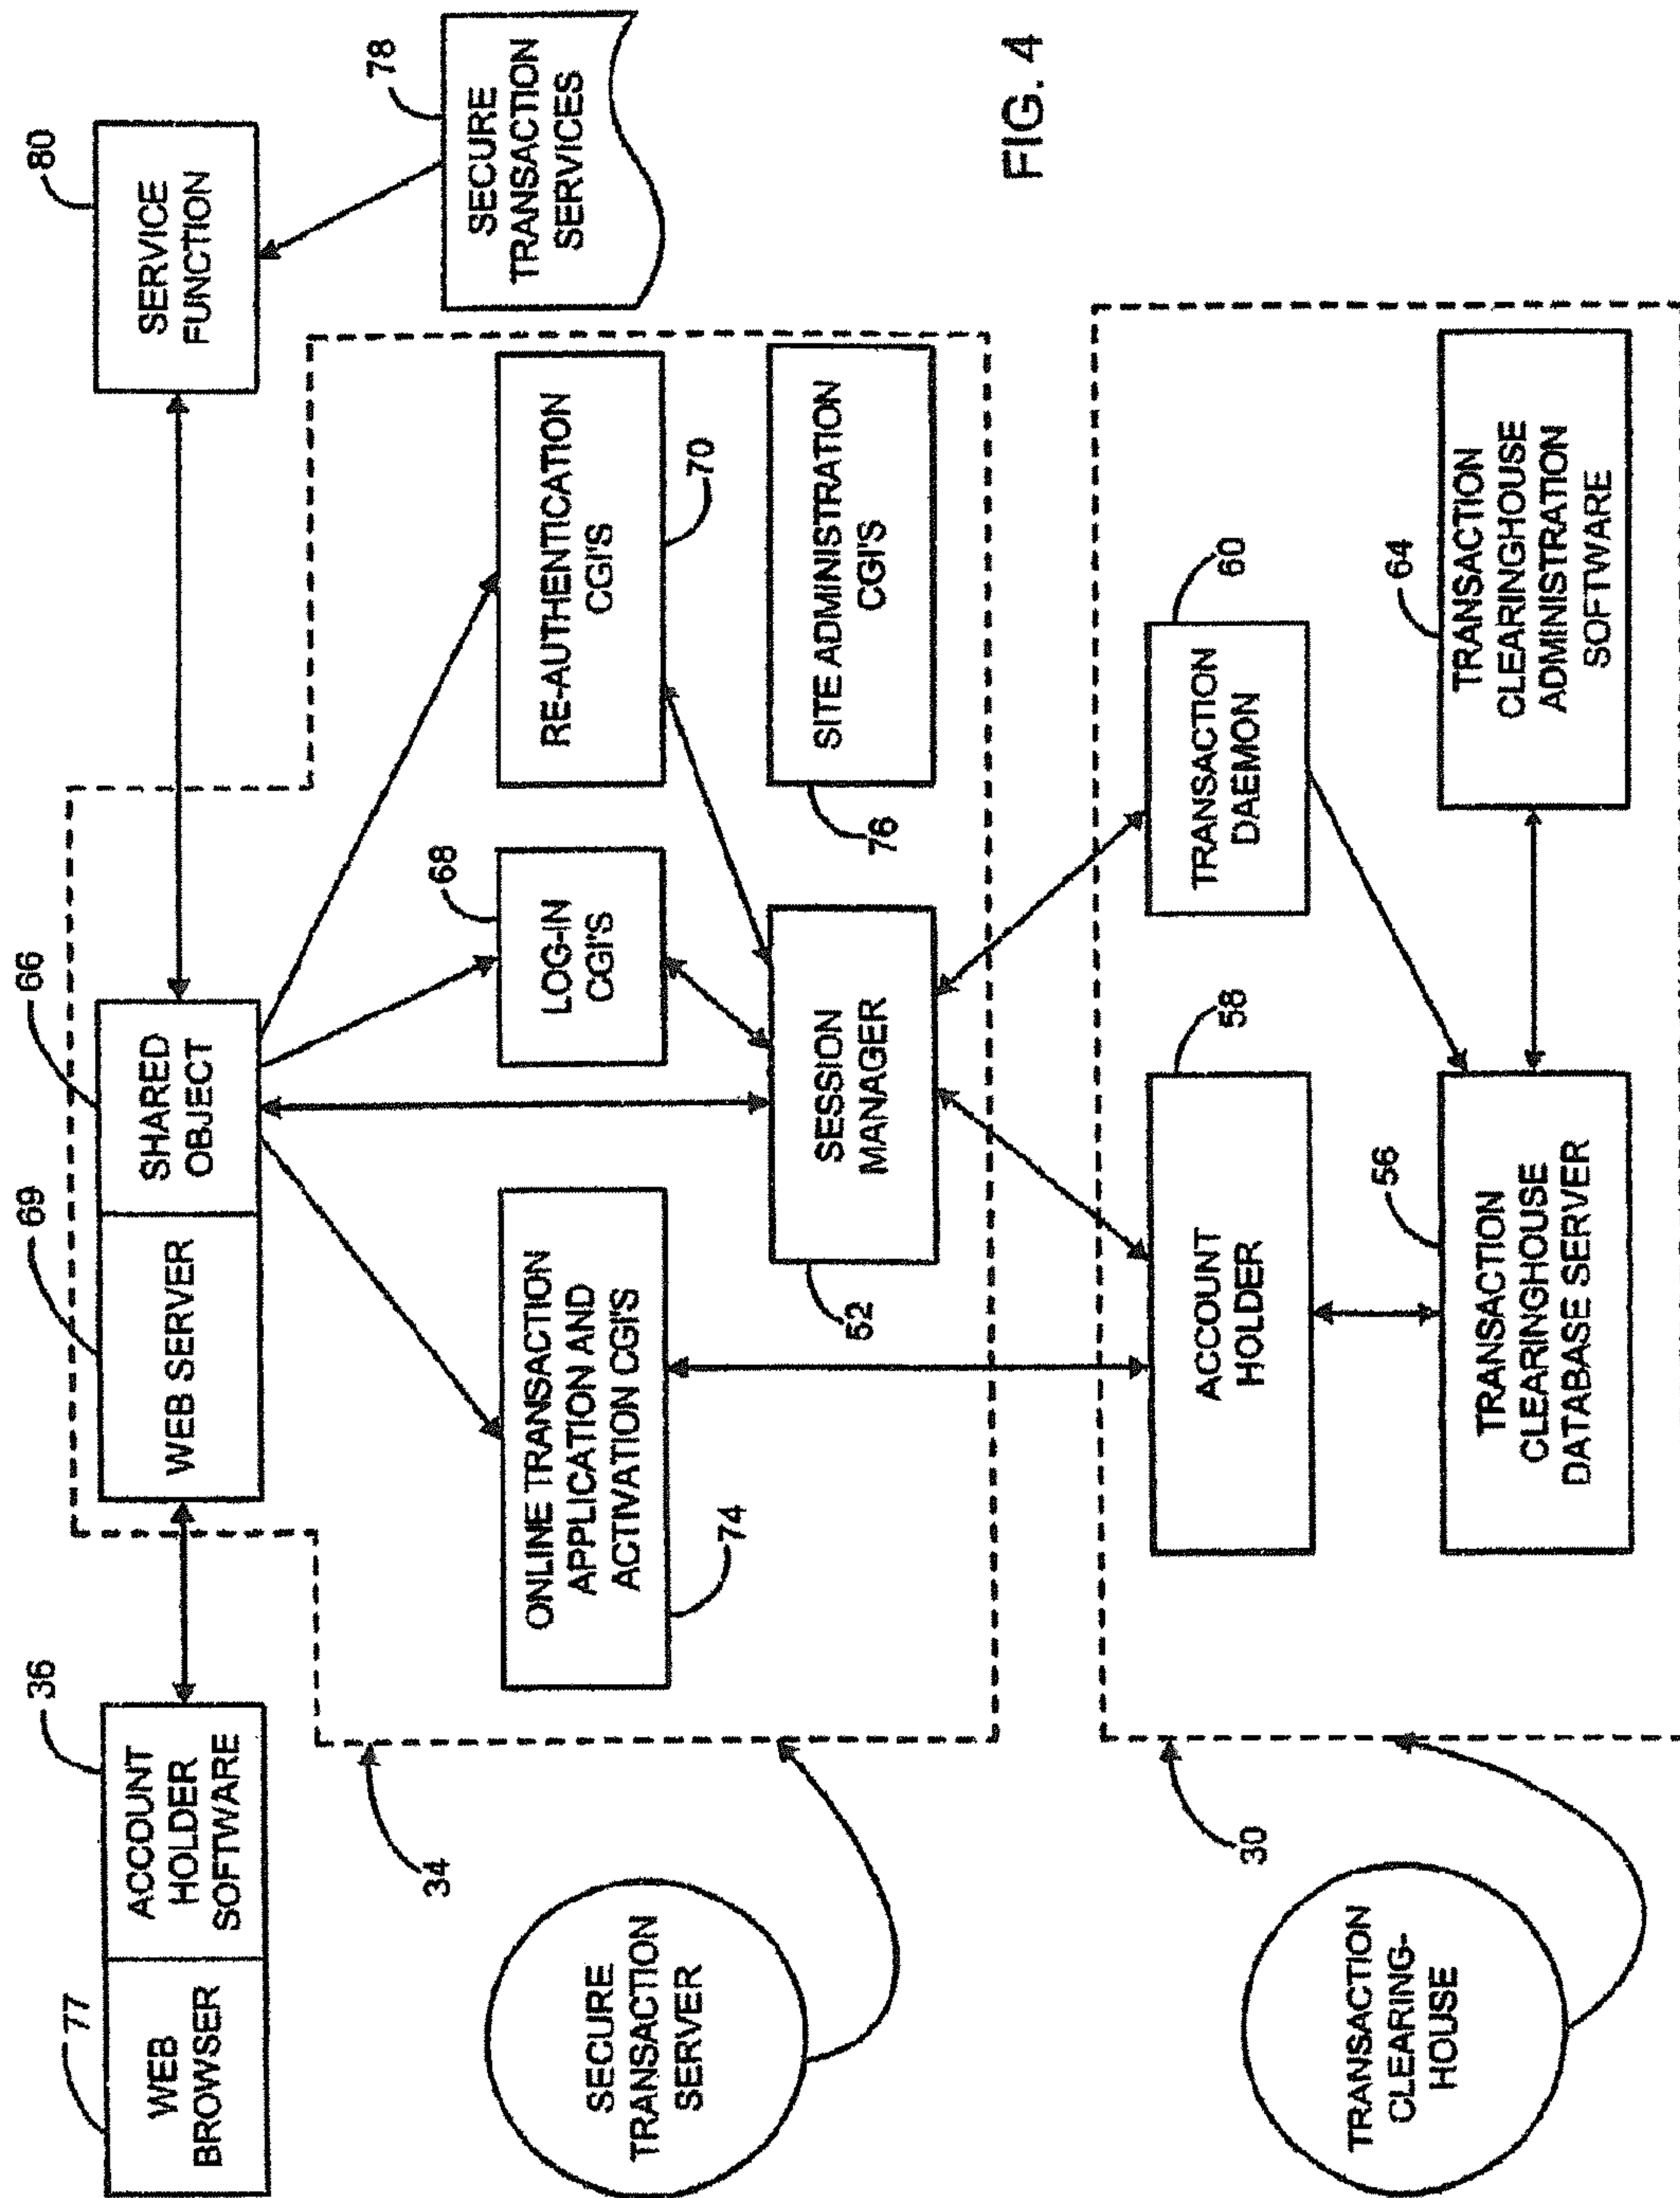 77
WEB
BROWSER
36
ACCOUNT
HOLDER
SOFTWARE
69
WEB SERVER
66
SHARED
OBJECT
80
SERVICE
FUNCTION
78
SECURE
TRANSACTION
SERVICES
34
SECURE
TRANSACTION
SERVER
ONLINE TRANSACTION
APPLICATION AND
ACTIVATION CGI'S
74
68
LOG-IN
CGI'S
RE-AUTHENTICATION
CGI'S
70
52
SESSION
MANAGER
76
SITE ADMINISTRATION
CGI'S
30
TRANSACTION
CLEARING-
HOUSE
58
ACCOUNT
HOLDER
60
TRANSACTION
DAEMON
56
TRANSACTION
CLEARINGHOUSE
DATABASE SERVER
64
TRANSACTION
CLEARINGHOUSE
ADMINISTRATION
SOFTWARE
FIG. 4